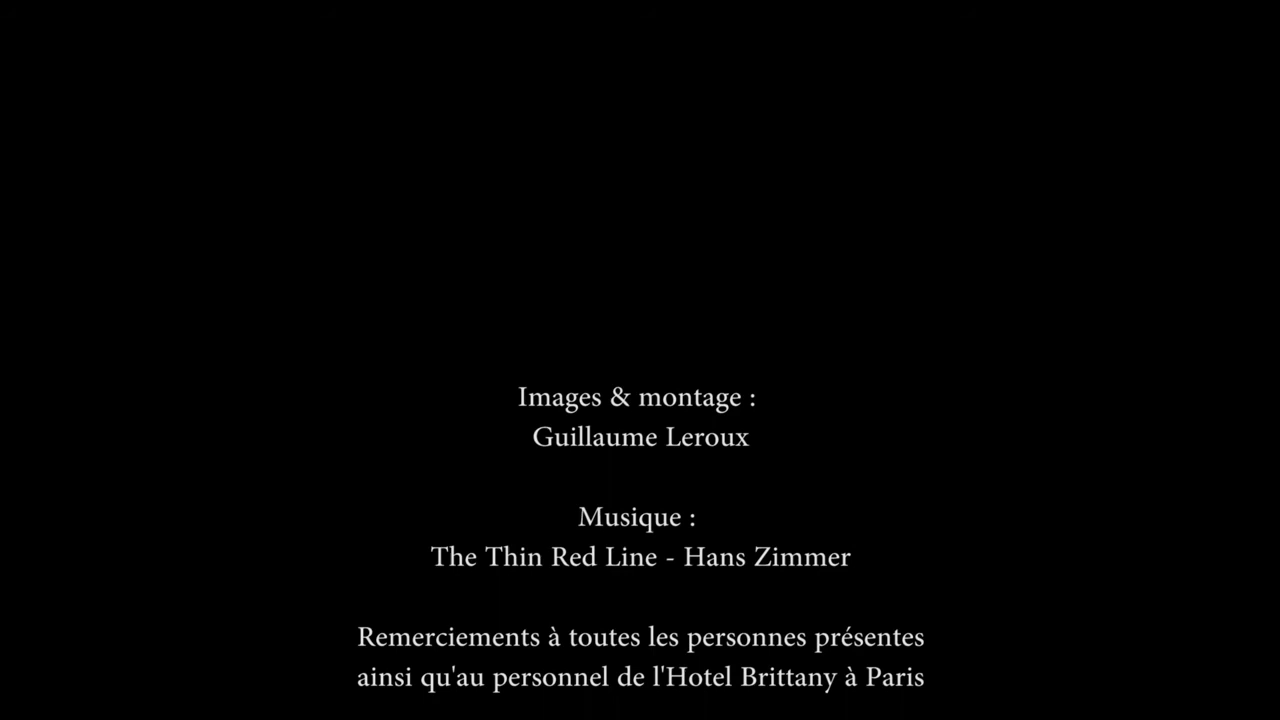 Images & montage :
Guillaume Leroux
Musique :
The Thin Red Line - Hans Zimmer
Remerciements à toutes les personnes présentes
ainsi qu'au personnel de l'Hotel Brittany à Paris